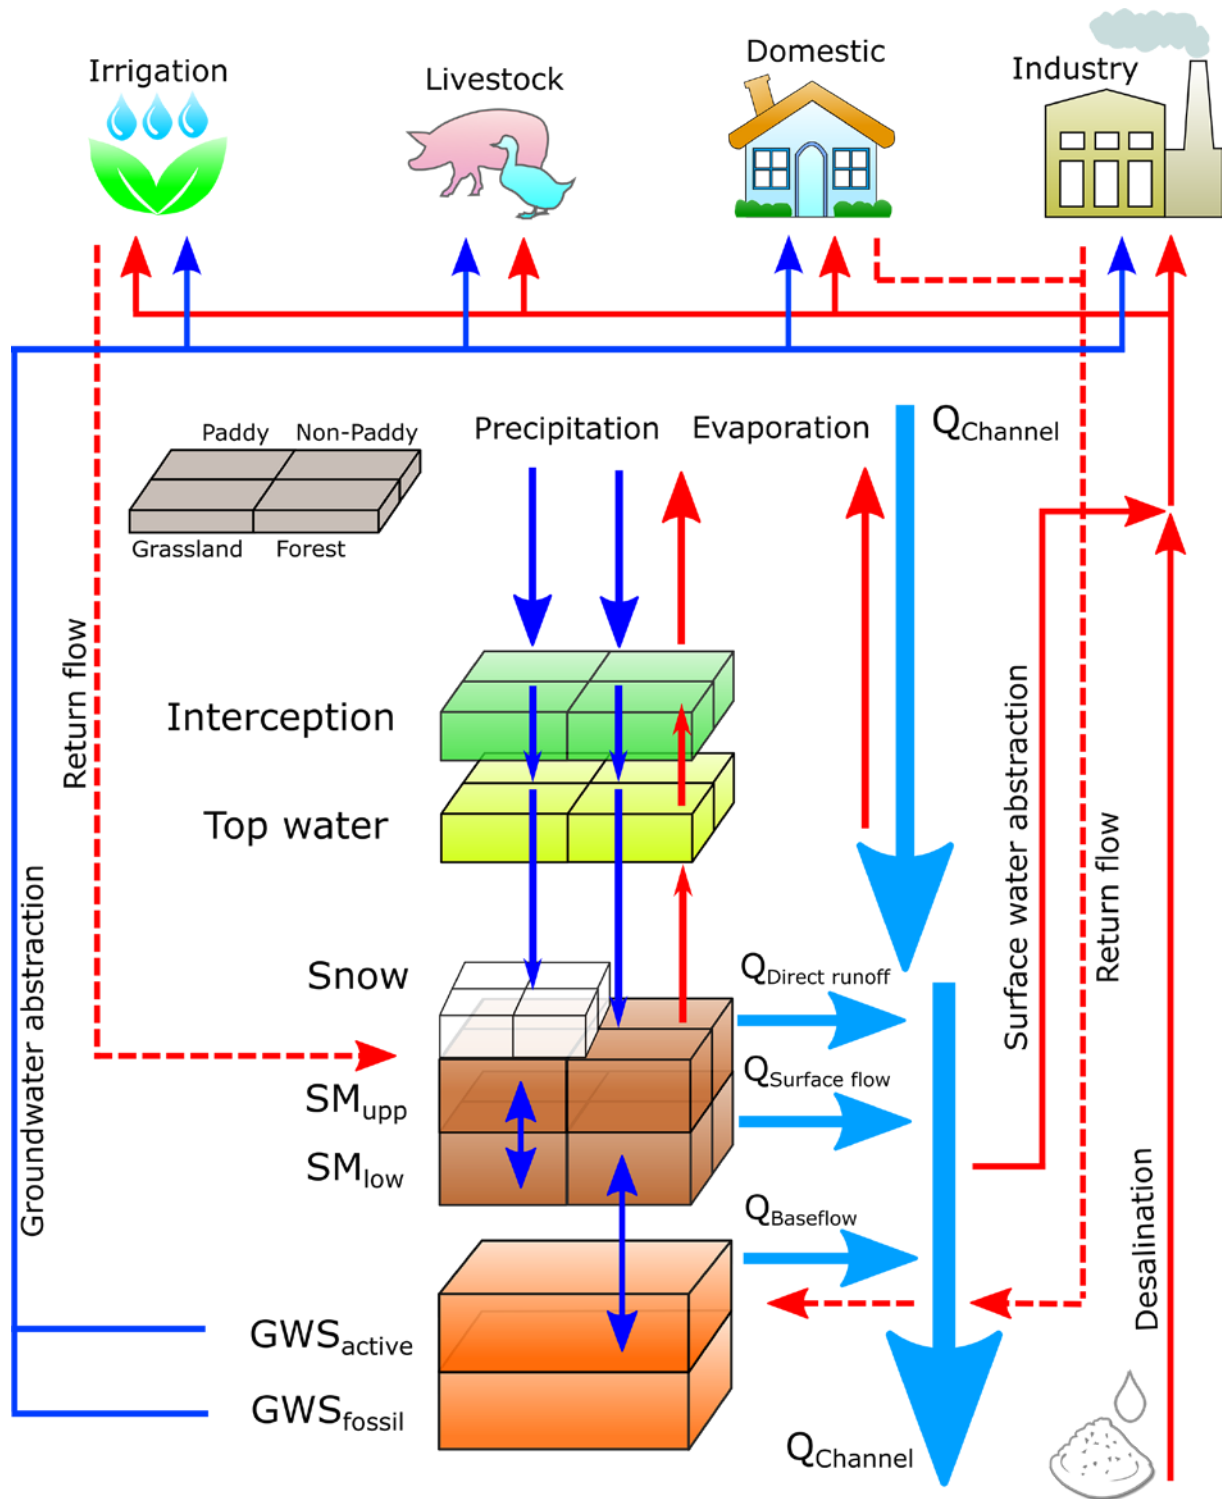 Irrigation
Livestock
Domestic
Industry
Paddy
Non-Paddy
Grassland
Forest
Precipitation
Evaporation
QChannel
Return flow
Interception
Top water
Snow
SMupp
SMlow
Groundwater abstraction
GWSactive
GWSfossil
QDirect runoff
QSurface flow
QBaseflow
QChannel
Surface water abstraction
Return flow
Desalination